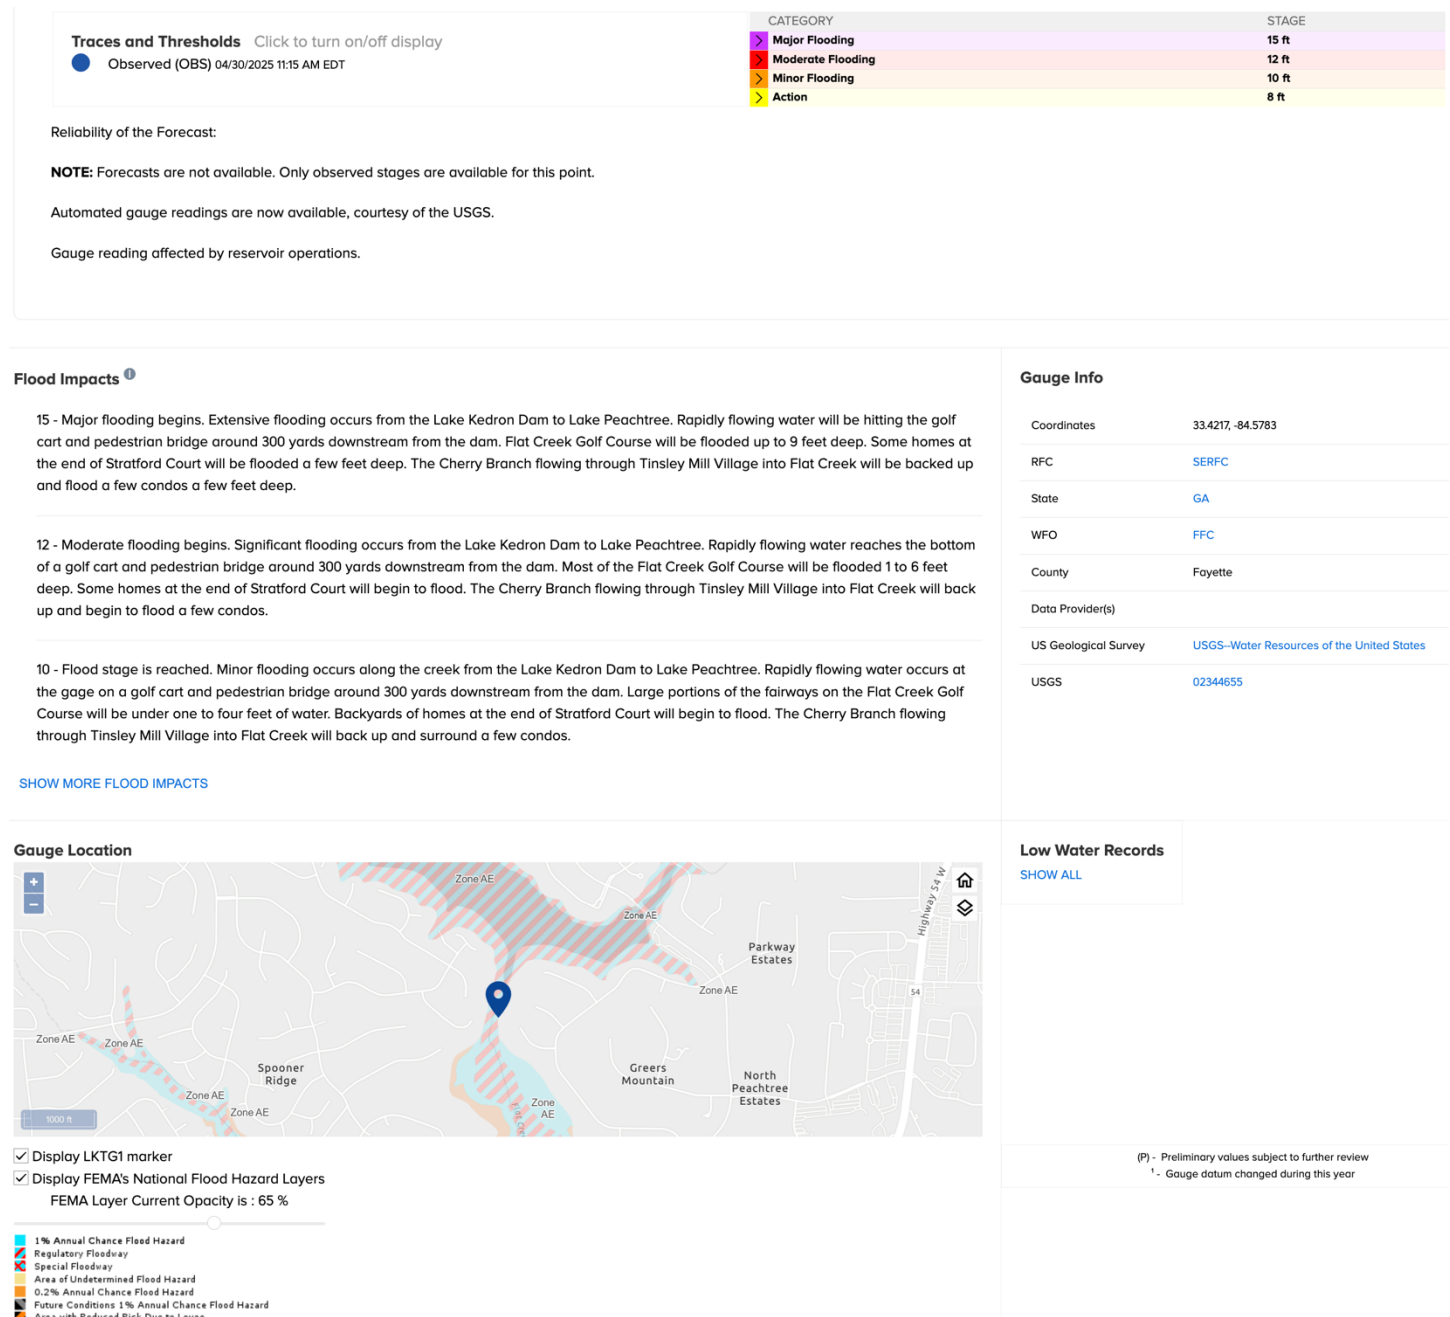 Traces and Thresholds Click to turn on/off display
Observed (OBS) 04/30/2025 11:15 AM EDT
CATEGORY STAGE
Major Flooding 15 ft
Moderate Flooding 12 ft
Minor Flooding 10 ft
Action 8 ft
Reliability of the Forecast:
NOTE: Forecasts are not available. Only observed stages are available for this point.
Automated gauge readings are now available, courtesy of the USGS.
Gauge reading affected by reservoir operations.
Flood Impacts
15 - Major flooding begins. Extensive flooding occurs from the Lake Kedron Dam to Lake Peachtree. Rapidly flowing water will be hitting the golf
cart and pedestrian bridge around 300 yards downstream from the dam. Flat Creek Golf Course will be flooded up to 9 feet deep. Some homes at
the end of Stratford Court will be flooded a few feet deep. The Cherry Branch flowing through Tinsley Mill Village into Flat Creek will be backed up
and flood a few condos a few feet deep.
12 - Moderate flooding begins. Significant flooding occurs from the Lake Kedron Dam to Lake Peachtree. Rapidly flowing water reaches the bottom
of a golf cart and pedestrian bridge around 300 yards downstream from the dam. Most of the Flat Creek Golf Course will be flooded 1 to 6 feet
deep. Some homes at the end of Stratford Court will begin to flood. The Cherry Branch flowing through Tinsley Mill Village into Flat Creek will back
up and begin to flood a few condos.
10 - Flood stage is reached. Minor flooding occurs along the creek from the Lake Kedron Dam to Lake Peachtree. Rapidly flowing water occurs at
the gage on a golf cart and pedestrian bridge around 300 yards downstream from the dam. Large portions of the fairways on the Flat Creek Golf
Course will be under one to four feet of water. Backyards of homes at the end of Stratford Court will begin to flood. The Cherry Branch flowing
through Tinsley Mill Village into Flat Creek will back up and surround a few condos.
SHOW MORE FLOOD IMPACTS
Gauge Info
Coordinates 33.4217, -84.5783
RFC SERFC
State GA
WFO FFC
County Fayette
Data Provider(s)
US Geological Survey USGS--Water Resources of the United States
USGS 02344655
Gauge Location
+
−
Zone AE
Zone AE
Highway 54 W
Parkway
Estates
Zone AE
54
Zone AE
Zone AE
Spooner
Ridge
Greers
Mountain
North
Peachtree
Estates
Zone AE
Zone AE
Zone
AE
Flat Cre
1000 ft
Low Water Records
SHOW ALL
Display LKTG1 marker
Display FEMA's National Flood Hazard Layers
FEMA Layer Current Opacity is : 65 %
1% Annual Chance Flood Hazard
Regulatory Floodway
Special Floodway
Area of Undetermined Flood Hazard
0.2% Annual Chance Flood Hazard
Future Conditions 1% Annual Chance Flood Hazard
Area with Reduced Risk Due to Levee
(P) - Preliminary values subject to further review
1 - Gauge datum changed during this year